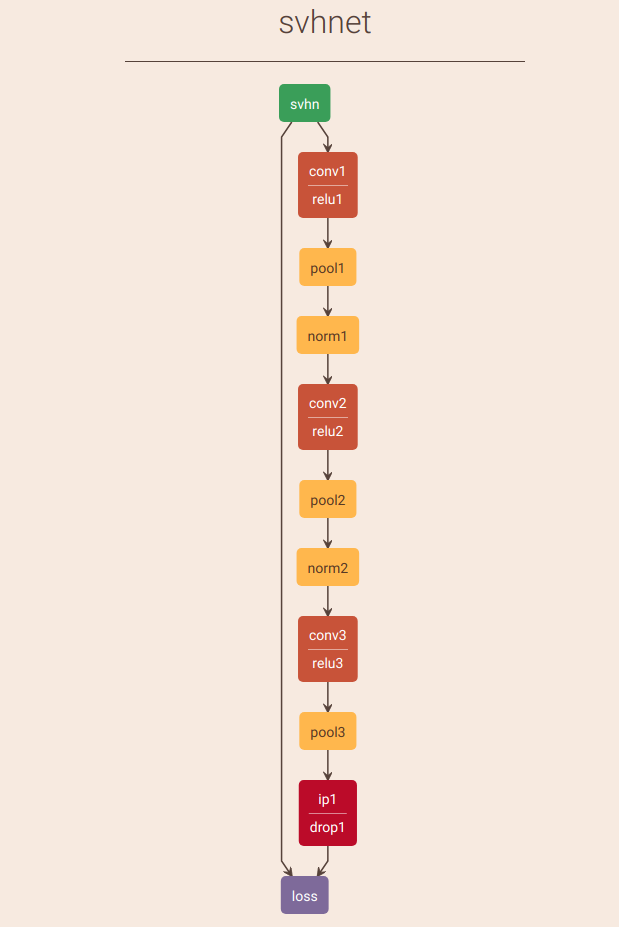 svhnet
svhn
conv1
relu1
pool1
norm1
conv2
relu2
pool2
norm2
conv3
relu3
pool3
ip1
drop1
loss